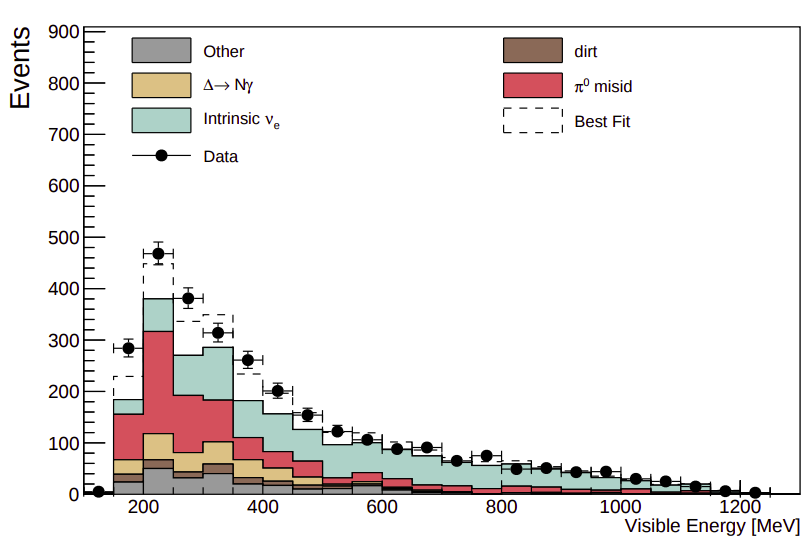 Events
900
800
700
600
500
400
300
200
100
0
Other
Δ→ Nγ
Intrinsic νₑ
Data
dirt
π⁰ misid
Best Fit
200 400 600 800 1000 1200
Visible Energy [MeV]